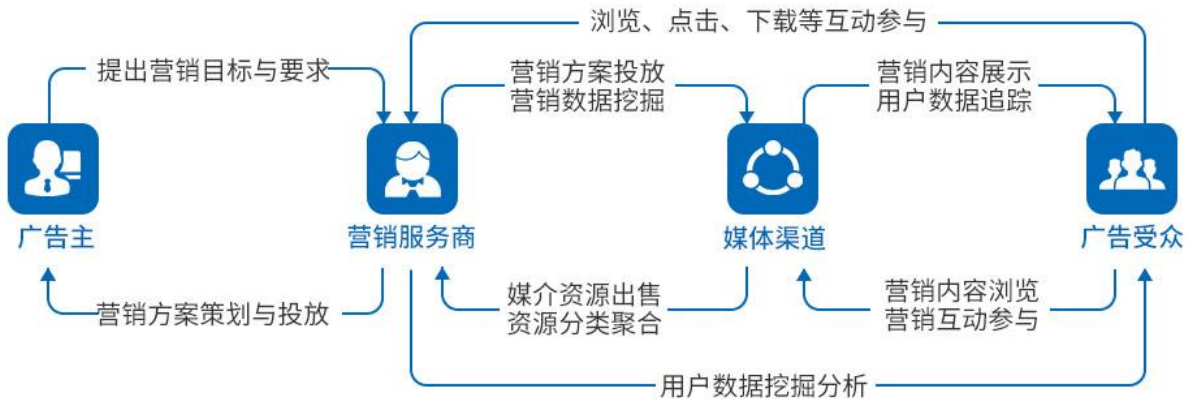 浏览、点击、下载等互动参与
提出营销目标与要求
营销方案投放
营销数据挖掘
营销内容展示
用户数据追踪
广告主
营销服务商
媒体渠道
广告受众
营销方案策划与投放
媒介资源出售
资源分类聚合
营销内容浏览
营销互动参与
用户数据挖掘分析